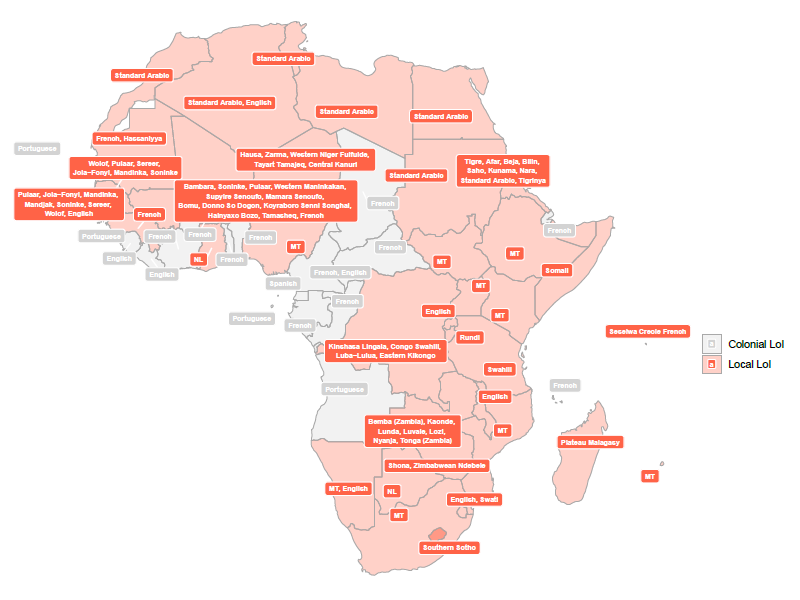 Standard Arabic
Standard Arabic
Standard Arabic, English
Standard Arabic
Standard Arabic
Portuguese
French, Hassaniyya
Wolof, Pulaar, Sereer,
Jola-Fonyi, Mandinka, Soninke
Hausa, Zarma, Western Niger Fulfulde,
Tayart Tamajeq, Central Kanuri
Tigre, Afar, Beja, Bilin,
Saho, Kunama, Nara,
Standard Arabic, Tigrinya
Standard Arabic
Pulaar, Jola-Fonyi, Mandinka,
Mandjak, Soninke, Sereer,
Wolof, English
Bambara, Soninke, Pulaar, Western Maninkakan,
Supyire Senoufo, Mamara Senoufo,
Bomu, Donno So Dogon, Koyraboro Senni Songhai,
Hainyaxo Bozo, Tamasheq, French
French
French
French
Portuguese
French
French
French
MT
French
MT
English
NL
French
MT
Somali
English
French, English
Spanish
MT
French
English
MT
Portuguese
French
Rundi
Seselwa Creole French
Colonial LoI
a
Local LoI
Kinshasa Lingala, Congo Swahili,
Luba-Lulua, Eastern Kikongo
Swahili
French
Portuguese
English
Bemba (Zambia), Kaonde,
Lunda, Luvale, Lozi,
Nyanja, Tonga (Zambia)
MT
Plateau Malagasy
Shona, Zimbabwean Ndebele
MT
MT, English
NL
English, Swati
MT
Southern Sotho